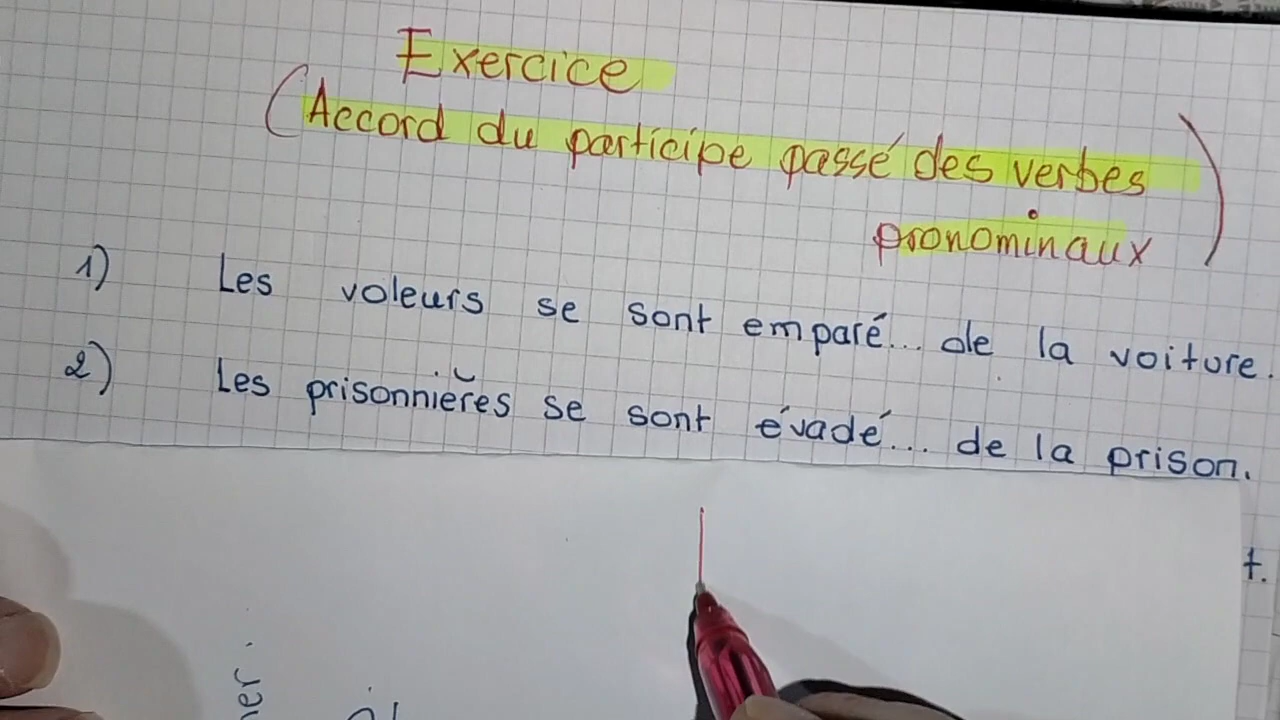 Exercice
(Accord du participe passé des verbes
pronominaux)
1) Les voleurs se sont emparé... de la voiture.
2) Les prisonnières se sont évadé... de la prison.
t.